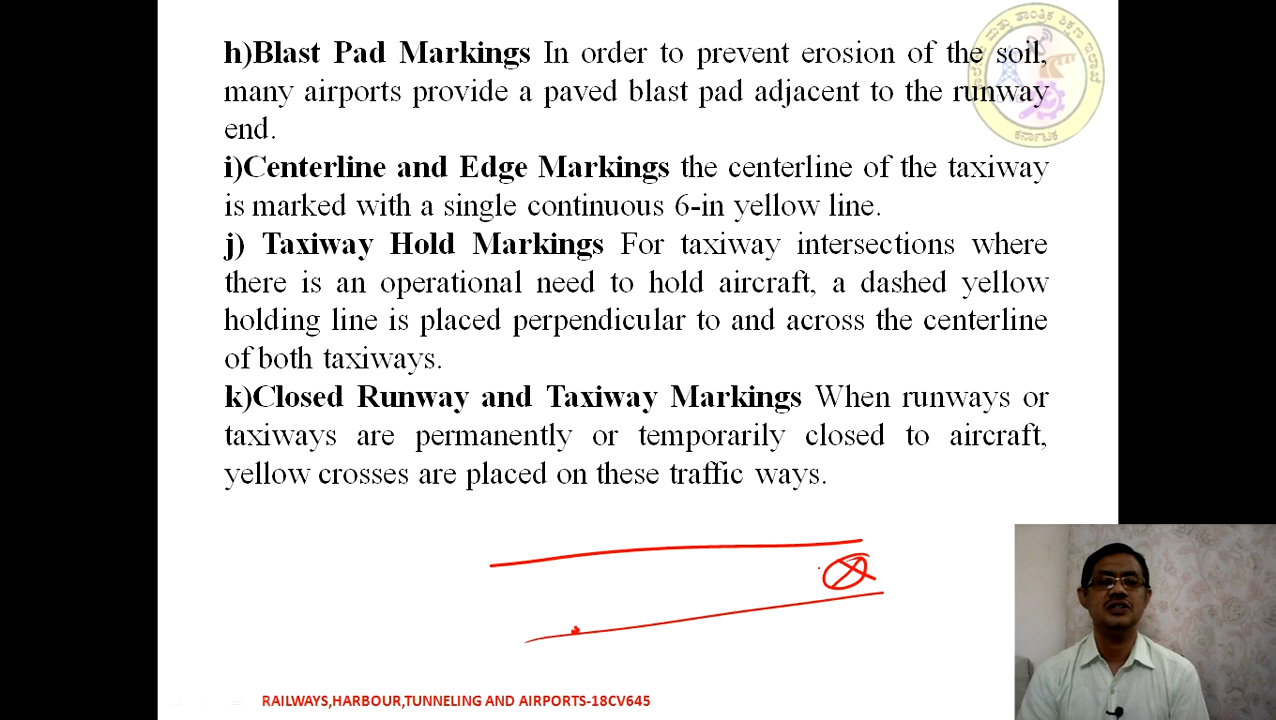 h)Blast Pad Markings In order to prevent erosion of the soil,
many airports provide a paved blast pad adjacent to the runway
end.
i)Centerline and Edge Markings the centerline of the taxiway
is marked with a single continuous 6-in yellow line.
j) Taxiway Hold Markings For taxiway intersections where
there is an operational need to hold aircraft, a dashed yellow
holding line is placed perpendicular to and across the centerline
of both taxiways.
k)Closed Runway and Taxiway Markings When runways or
taxiways are permanently or temporarily closed to aircraft,
yellow crosses are placed on these traffic ways.
ಕರ್ನಾಟಕ
RAILWAYS,HARBOUR,TUNNELING AND AIRPORTS-18CV645